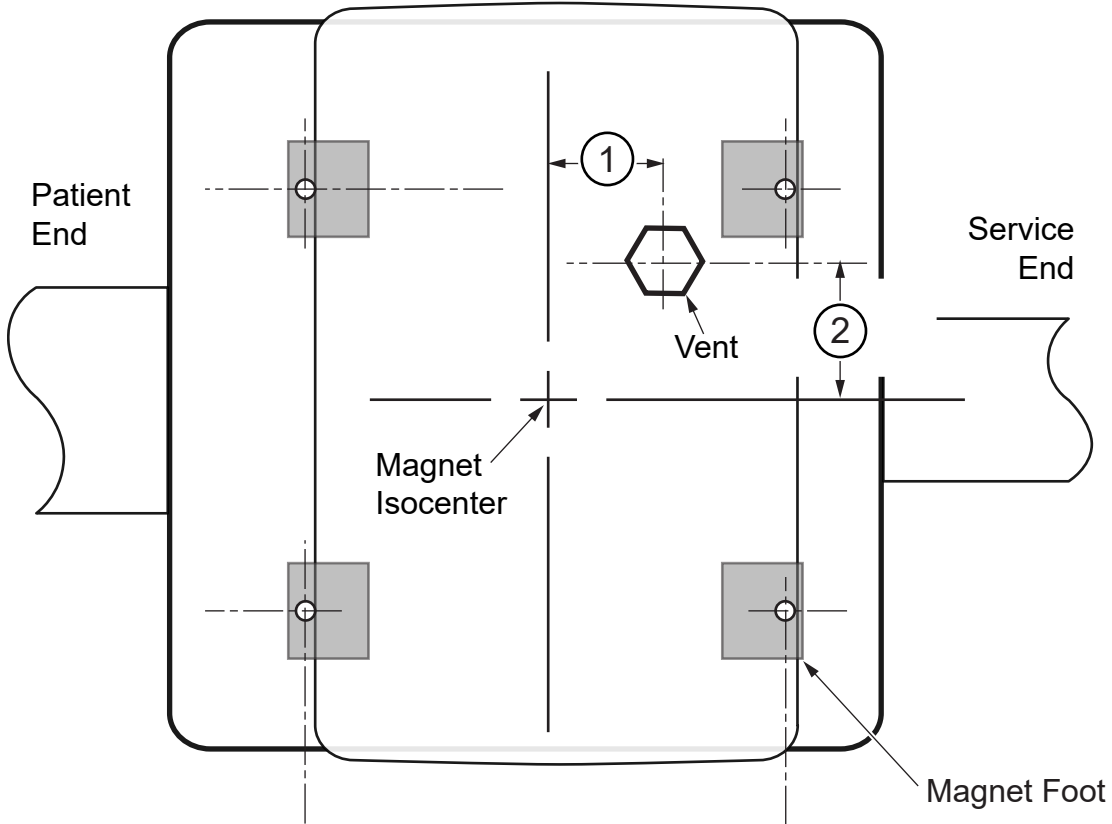 Patient
End
1
Service
End
Vent
2
Magnet
Isocenter
Magnet Foot